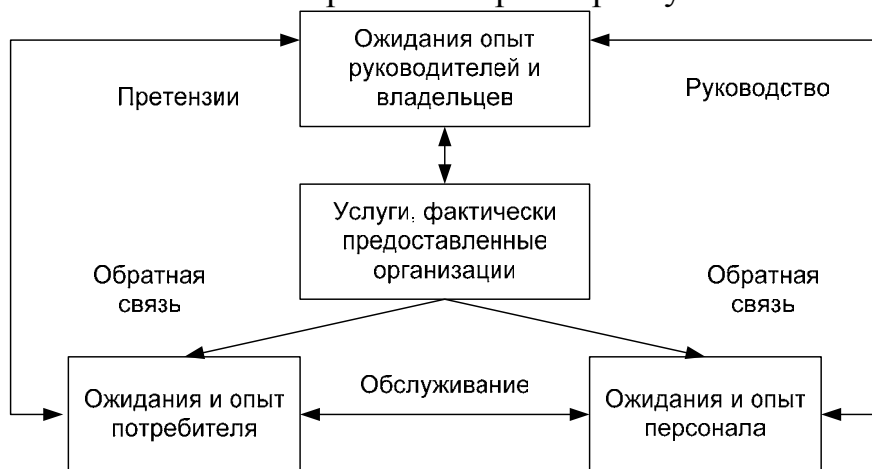 Ожидания опыт
руководителей и
владельцев
Претензии
Руководство
Услуги, фактически
предоставленные
организации
Обратная
связь
Обратная
связь
Ожидания и опыт
потребителя
Обслуживание
Ожидания и опыт
персонала